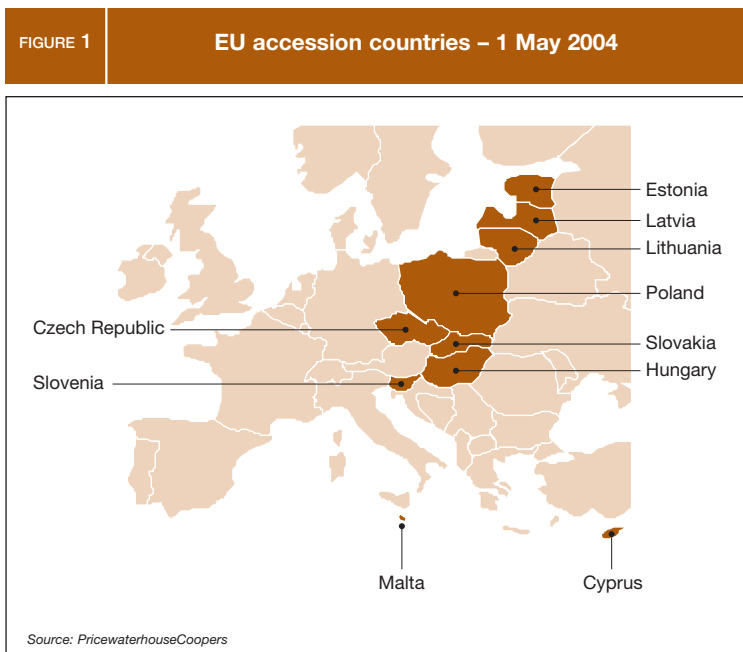 FIGURE 1
EU accession countries – 1 May 2004
Estonia
Latvia
Lithuania
Poland
Czech Republic
Slovakia
Slovenia
Hungary
Malta
Cyprus
Source: PricewaterhouseCoopers